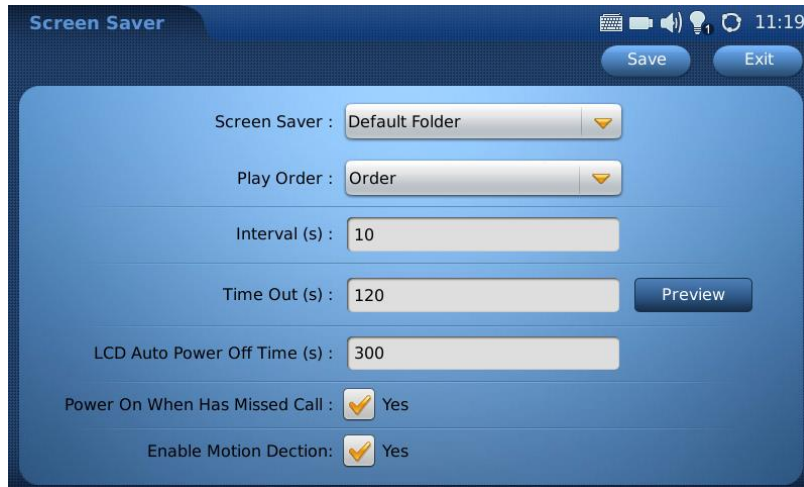 Screen Saver
1
11:19
Save
Exit
Screen Saver :
Default Folder
Play Order :
Order
Interval (s) :
10
Time Out (s) :
120
Preview
LCD Auto Power Off Time (s) :
300
Power On When Has Missed Call :
Yes
Enable Motion Dection:
Yes